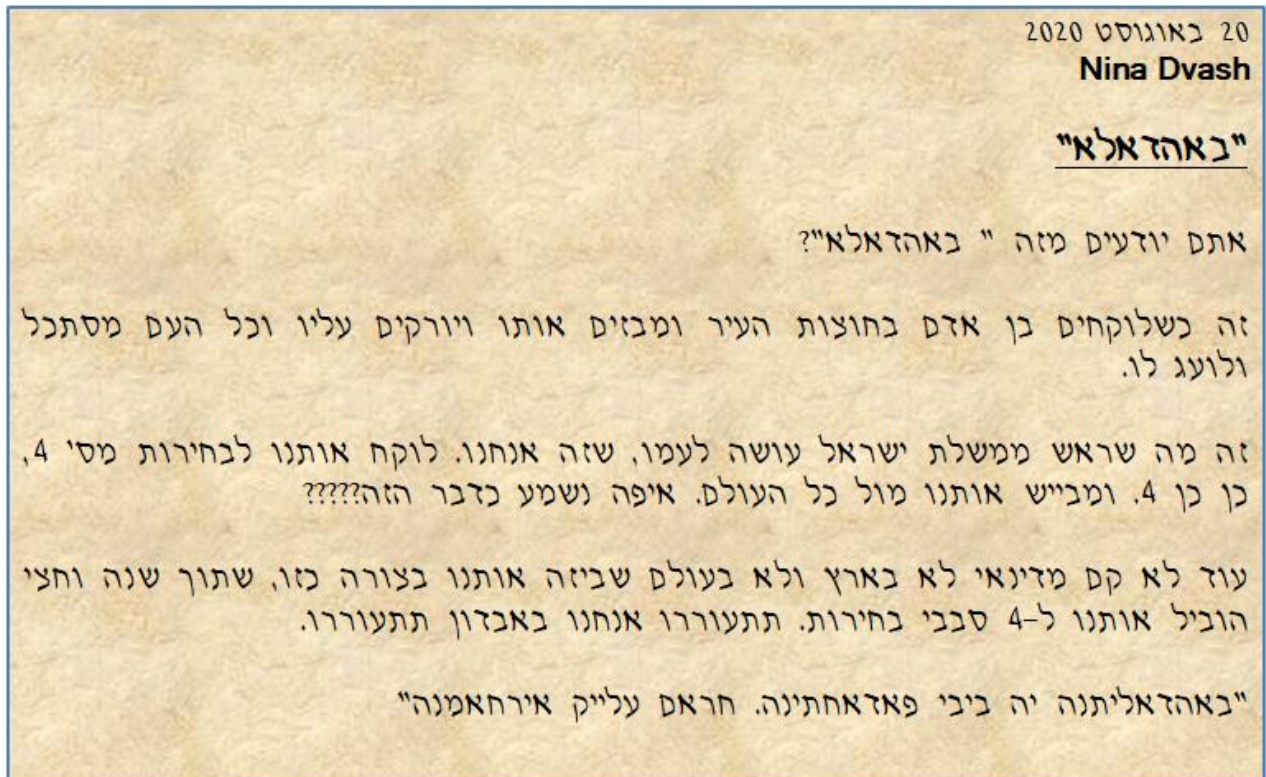 20 באוגוסט 2020
Nina Dvash
"באהדאלא"
אתם יודעים מזה " באהדאלא"?
זה כשלוקחים בן אדם בחוצות העיר ומבזים אותו ויורקים עליו וכל העם מסתכל
ולועג לו.
זה מה שראש ממשלת ישראל עושה לעמו, שזה אנחנו. לוקח אותנו לבחירות מס' 4,
כן כן 4. ומבייש אותנו מול כל העולם. איפה נשמע כדבר הזה?????
עוד לא קם מדינאי לא בארץ ולא בעולם שביזה אותנו בצורה כזו, שתוך שנה וחצי
הוביל אותנו ל-4 סבבי בחירות. תתעוררו אנחנו באבדון תתעוררו.
"באהדאליתנה יה ביבי פאדאחתינה. חראם עלייק אירחאמנה"